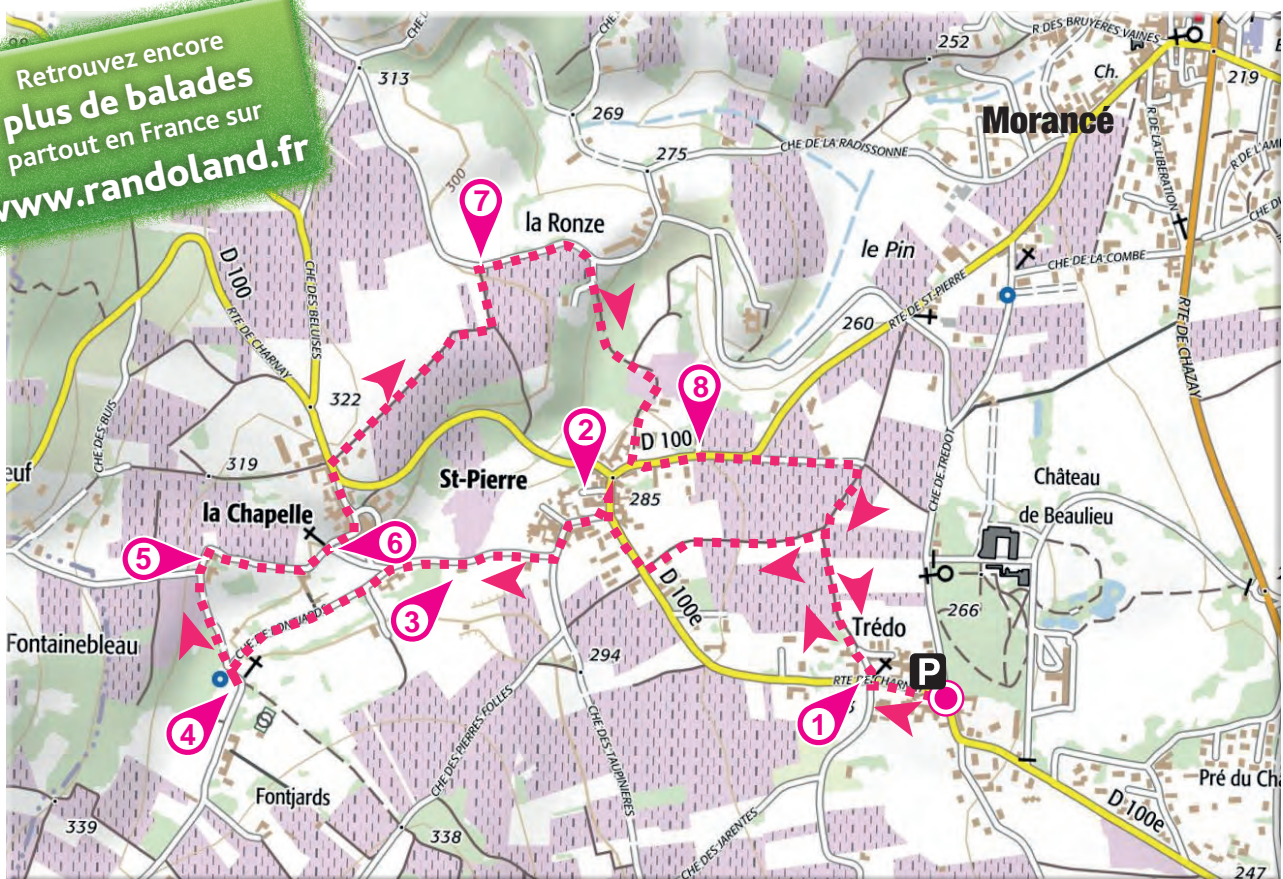 Retrouvez encore
plus de balades
partout en France sur
www.randoland.fr
313
252
R DES BRUYERES VAINES
219
Ch.
Morancé
269
275
CHE DE LA RADISSONNE
R DE LA LIBERATION
300
7
la Ronze
le Pin
CHE DE LA COMBE
D 100
RTE DE CHARNAY
CHE DES BELUISES
260
RTE DE ST-PIERRE
RTE DE CHAZAY
322
8
2
D 100
CHE DES BUIS
319
St-Pierre
285
CHE DE TREDOT
Château
de Beaulieu
la Chapelle
5
6
3
D 100e
266
Fontainebleau
CHE DE FONTJARDS
294
Trédo
P
4
1
CHE DES PIERRES FOLLES
CHE DES TAUPINIERES
Fontjards
Pré du
339
338
CHE DES JARENTES
D 100e
247